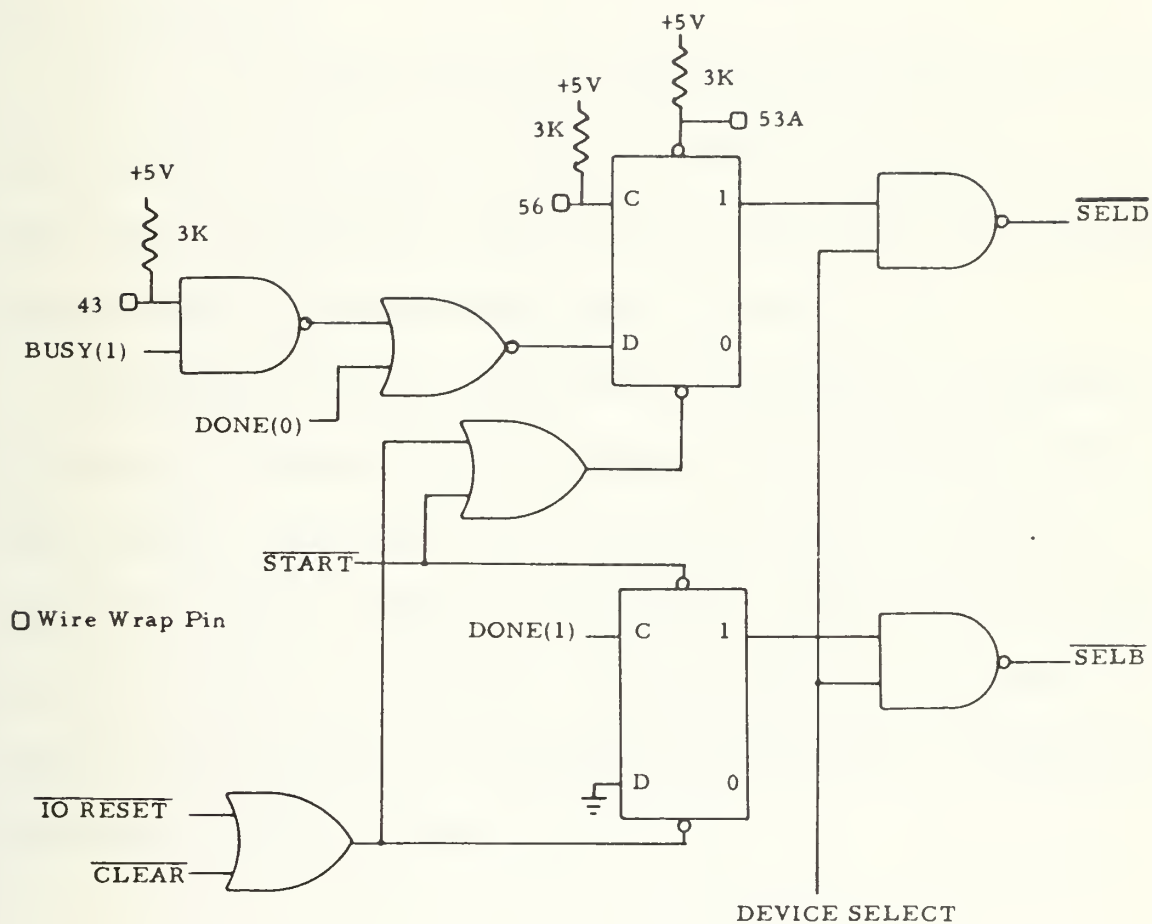 +5V
3K
53A
+5V
3K
56
C
1
D
0
+5V
3K
43
BUSY(1)
DONE(0)
SELD
START
Wire Wrap Pin
DONE(1)
C
1
D
0
SELB
IO RESET
CLEAR
DEVICE SELECT